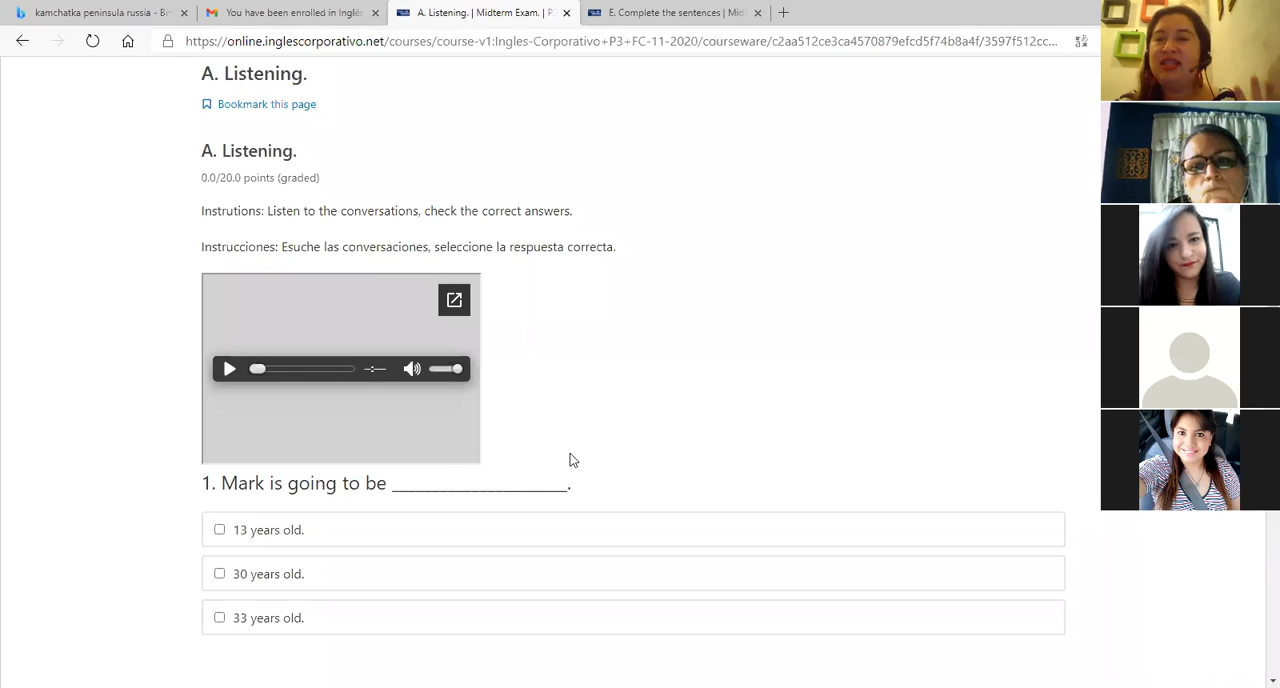 kamchatka peninsula russia - Bi
You have been enrolled in Inglé
A. Listening. | Midterm Exam. | P
E. Complete the sentences | Mid
https://online.inglescorporativo.net/courses/course-v1:Ingles-Corporativo+P3+FC-11-2020/courseware/c2aa512ce3ca4570879efcd5f74b8a4f/3597f512cc...
A. Listening.
Bookmark this page
A. Listening.
0.0/20.0 points (graded)
Instrutions: Listen to the conversations, check the correct answers.
Instrucciones: Esuche las conversaciones, seleccione la respuesta correcta.
1. Mark is going to be ____________________.
13 years old.
30 years old.
33 years old.